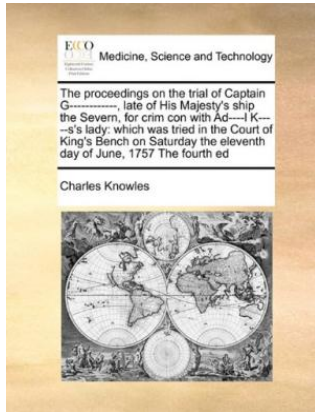 ECCO
Medicine, Science and Technology
The proceedings on the trial of Captain
G------------, late of His Majesty's ship
the Severn, for crim con with Ad----l K---
--s's lady: which was tried in the Court of
King's Bench on Saturday the eleventh
day of June, 1757 The fourth ed
Charles Knowles